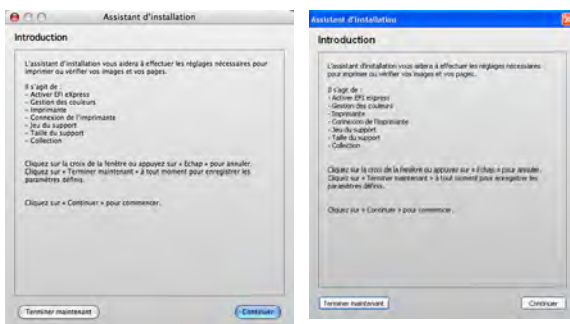 Assistant d'installation
Introduction
L'assistant d'installation vous aidera à effectuer les réglages nécessaires pour
imprimer ou vérifier vos images et vos pages.
Il s'agit de :
- Activer EFI eXpress
- Gestion des couleurs
- Imprimante
- Connexion de l'imprimante
- Jeu du support
- Taille du support
- Collection
Cliquez sur la croix de la fenêtre ou appuyez sur « Echap » pour annuler.
Cliquez sur « Terminer maintenant » à tout moment pour enregistrer les
paramètres définis.
Cliquez sur « Continuer » pour commencer.
Terminer maintenant
Continuer
Assistant d'installation
Introduction
L'assistant d'installation vous aidera à effectuer les réglages nécessaires
pour imprimer ou vérifier vos images et vos pages.
Il s'agit de :
- Activer EFI express
- Gestion des couleurs
- Imprimante
- Connexion de l'imprimante
- Jeu du support
- Taille du support
- Collection
Cliquez sur la croix de la fenêtre ou appuyez sur « Echap » pour annuler.
Cliquez sur « Terminer maintenant » à tout moment pour enregistrer les
paramètres définis.
Cliquez sur « Continuer » pour commencer.
Terminer maintenant
Continuer